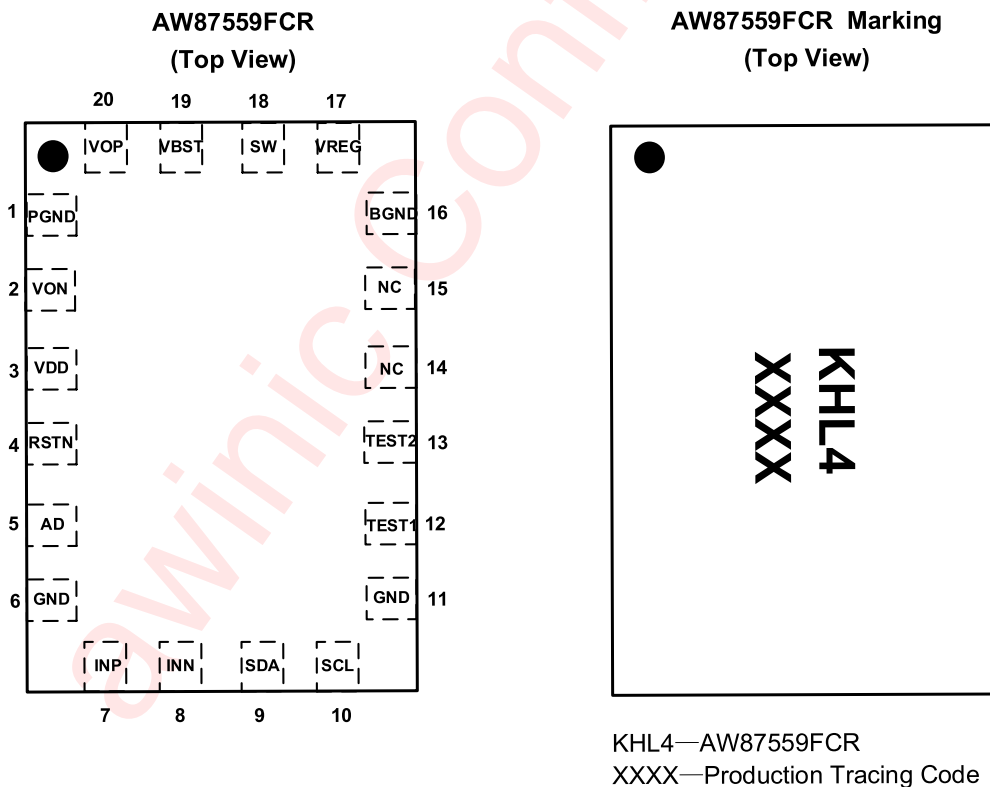 AW87559FCR
(Top View)
20 19 18 17
VOP VBST SW VREG
1 PGND BGND 16
2 VON NC 15
3 VDD NC 14
4 RSTN TEST2 13
5 AD TEST1 12
6 GND GND 11
INP INN SDA SCL
7 8 9 10
AW87559FCR Marking
(Top View)
KHL4
XXXX
KHL4—AW87559FCR
XXXX—Production Tracing Code
awinic Con